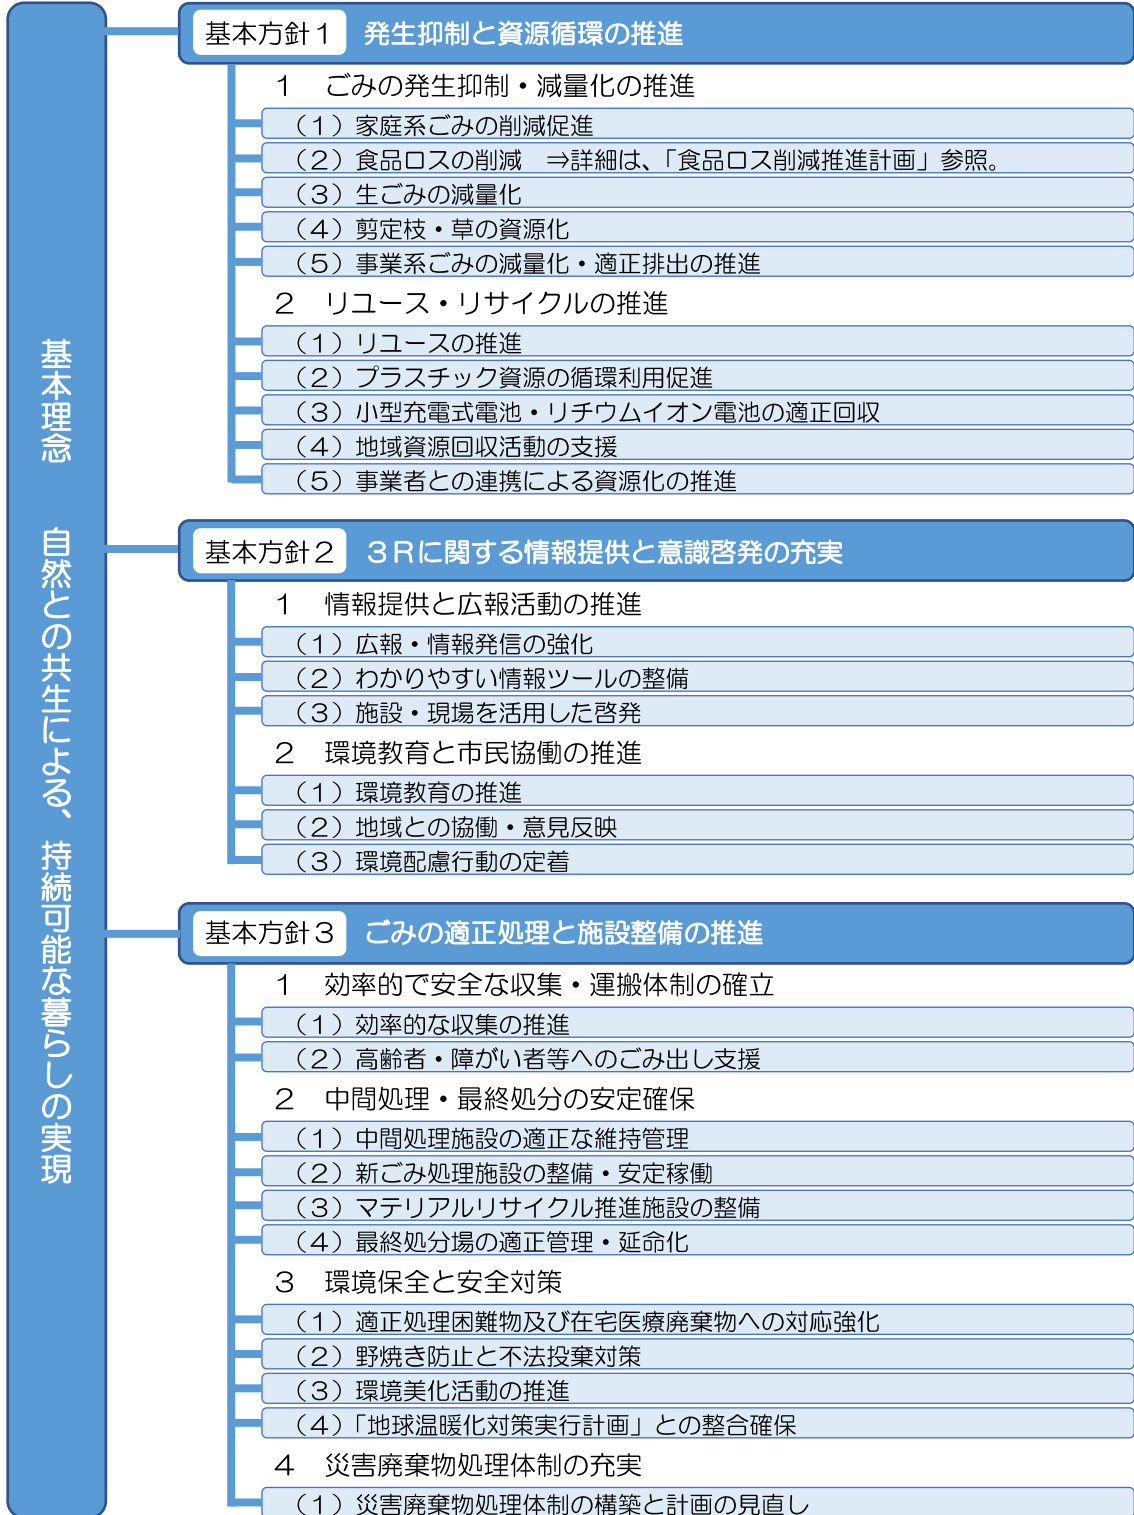 基本理念　自然との共生による、持続可能な暮らしの実現
基本方針１　発生抑制と資源循環の推進
１　ごみの発生抑制・減量化の推進
（１）家庭系ごみの削減促進
（２）食品ロスの削減　⇒詳細は、「食品ロス削減推進計画」参照。
（３）生ごみの減量化
（４）剪定枝・草の資源化
（５）事業系ごみの減量化・適正排出の推進
２　リユース・リサイクルの推進
（１）リユースの推進
（２）プラスチック資源の循環利用促進
（３）小型充電式電池・リチウムイオン電池の適正回収
（４）地域資源回収活動の支援
（５）事業者との連携による資源化の推進
基本方針２　３Ｒに関する情報提供と意識啓発の充実
１　情報提供と広報活動の推進
（１）広報・情報発信の強化
（２）わかりやすい情報ツールの整備
（３）施設・現場を活用した啓発
２　環境教育と市民協働の推進
（１）環境教育の推進
（２）地域との協働・意見反映
（３）環境配慮行動の定着
基本方針３　ごみの適正処理と施設整備の推進
１　効率的で安全な収集・運搬体制の確立
（１）効率的な収集の推進
（２）高齢者・障がい者等へのごみ出し支援
２　中間処理・最終処分の安定確保
（１）中間処理施設の適正な維持管理
（２）新ごみ処理施設の整備・安定稼働
（３）マテリアルリサイクル推進施設の整備
（４）最終処分場の適正管理・延命化
３　環境保全と安全対策
（１）適正処理困難物及び在宅医療廃棄物への対応強化
（２）野焼き防止と不法投棄対策
（３）環境美化活動の推進
（４）「地球温暖化対策実行計画」との整合確保
４　災害廃棄物処理体制の充実
（１）災害廃棄物処理体制の構築と計画の見直し